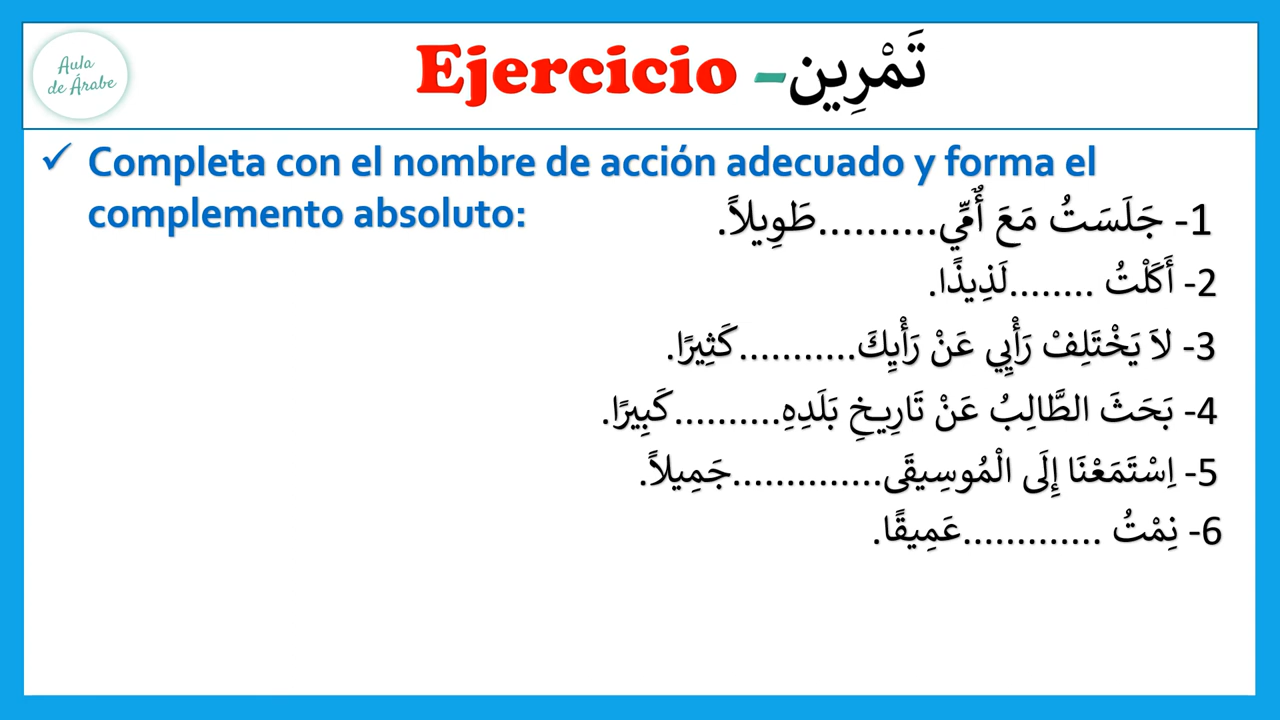 Aula
de Árabe
Ejercicio -تَمْرِين
✓ Completa con el nombre de acción adecuado y forma el
complemento absoluto:
1- جَلَسَتُ مَعَ أُمِّي..........طَوِيلاً.
2- أَكَلْتُ ........لَذِيذًا.
3- لاَ يَخْتَلِفْ رَأْيِي عَنْ رَأْيِكَ...........كَثِيرًا.
4- بَحَثَ الطَّالِبُ عَنْ تَارِيخِ بَلَدِهِ..........كَبِيرًا.
5- اِسْتَمَعْنَا إِلَى الْمُوسِيقَى..............جَمِيلاً.
6- نِمْتُ .............عَمِيقًا.